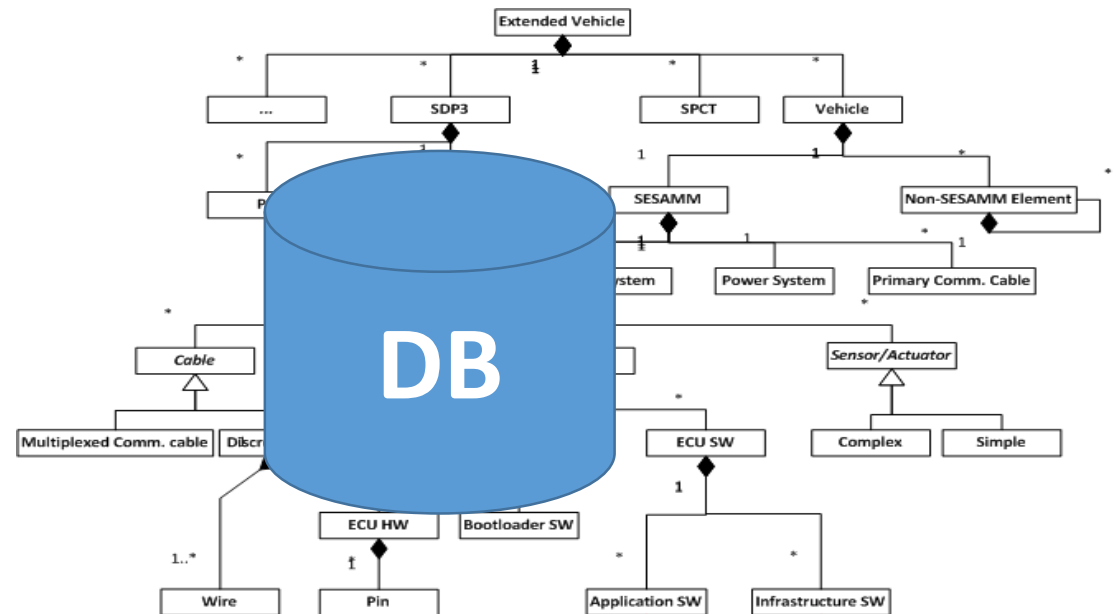 Extended Vehicle
* * 1 * *
...
SDP3
SPCT
Vehicle
* 1 1 1 * *
SESAMM
Non-SESAMM Element
1 1 * 1
Power System
Primary Comm. Cable
* *
Cable
DB
Sensor/Actuator
*
Multiplexed Comm. cable
ECU SW
Complex
Simple
1
ECU HW
Bootloader SW
1..* * 1 * *
Wire
Pin
Application SW
Infrastructure SW